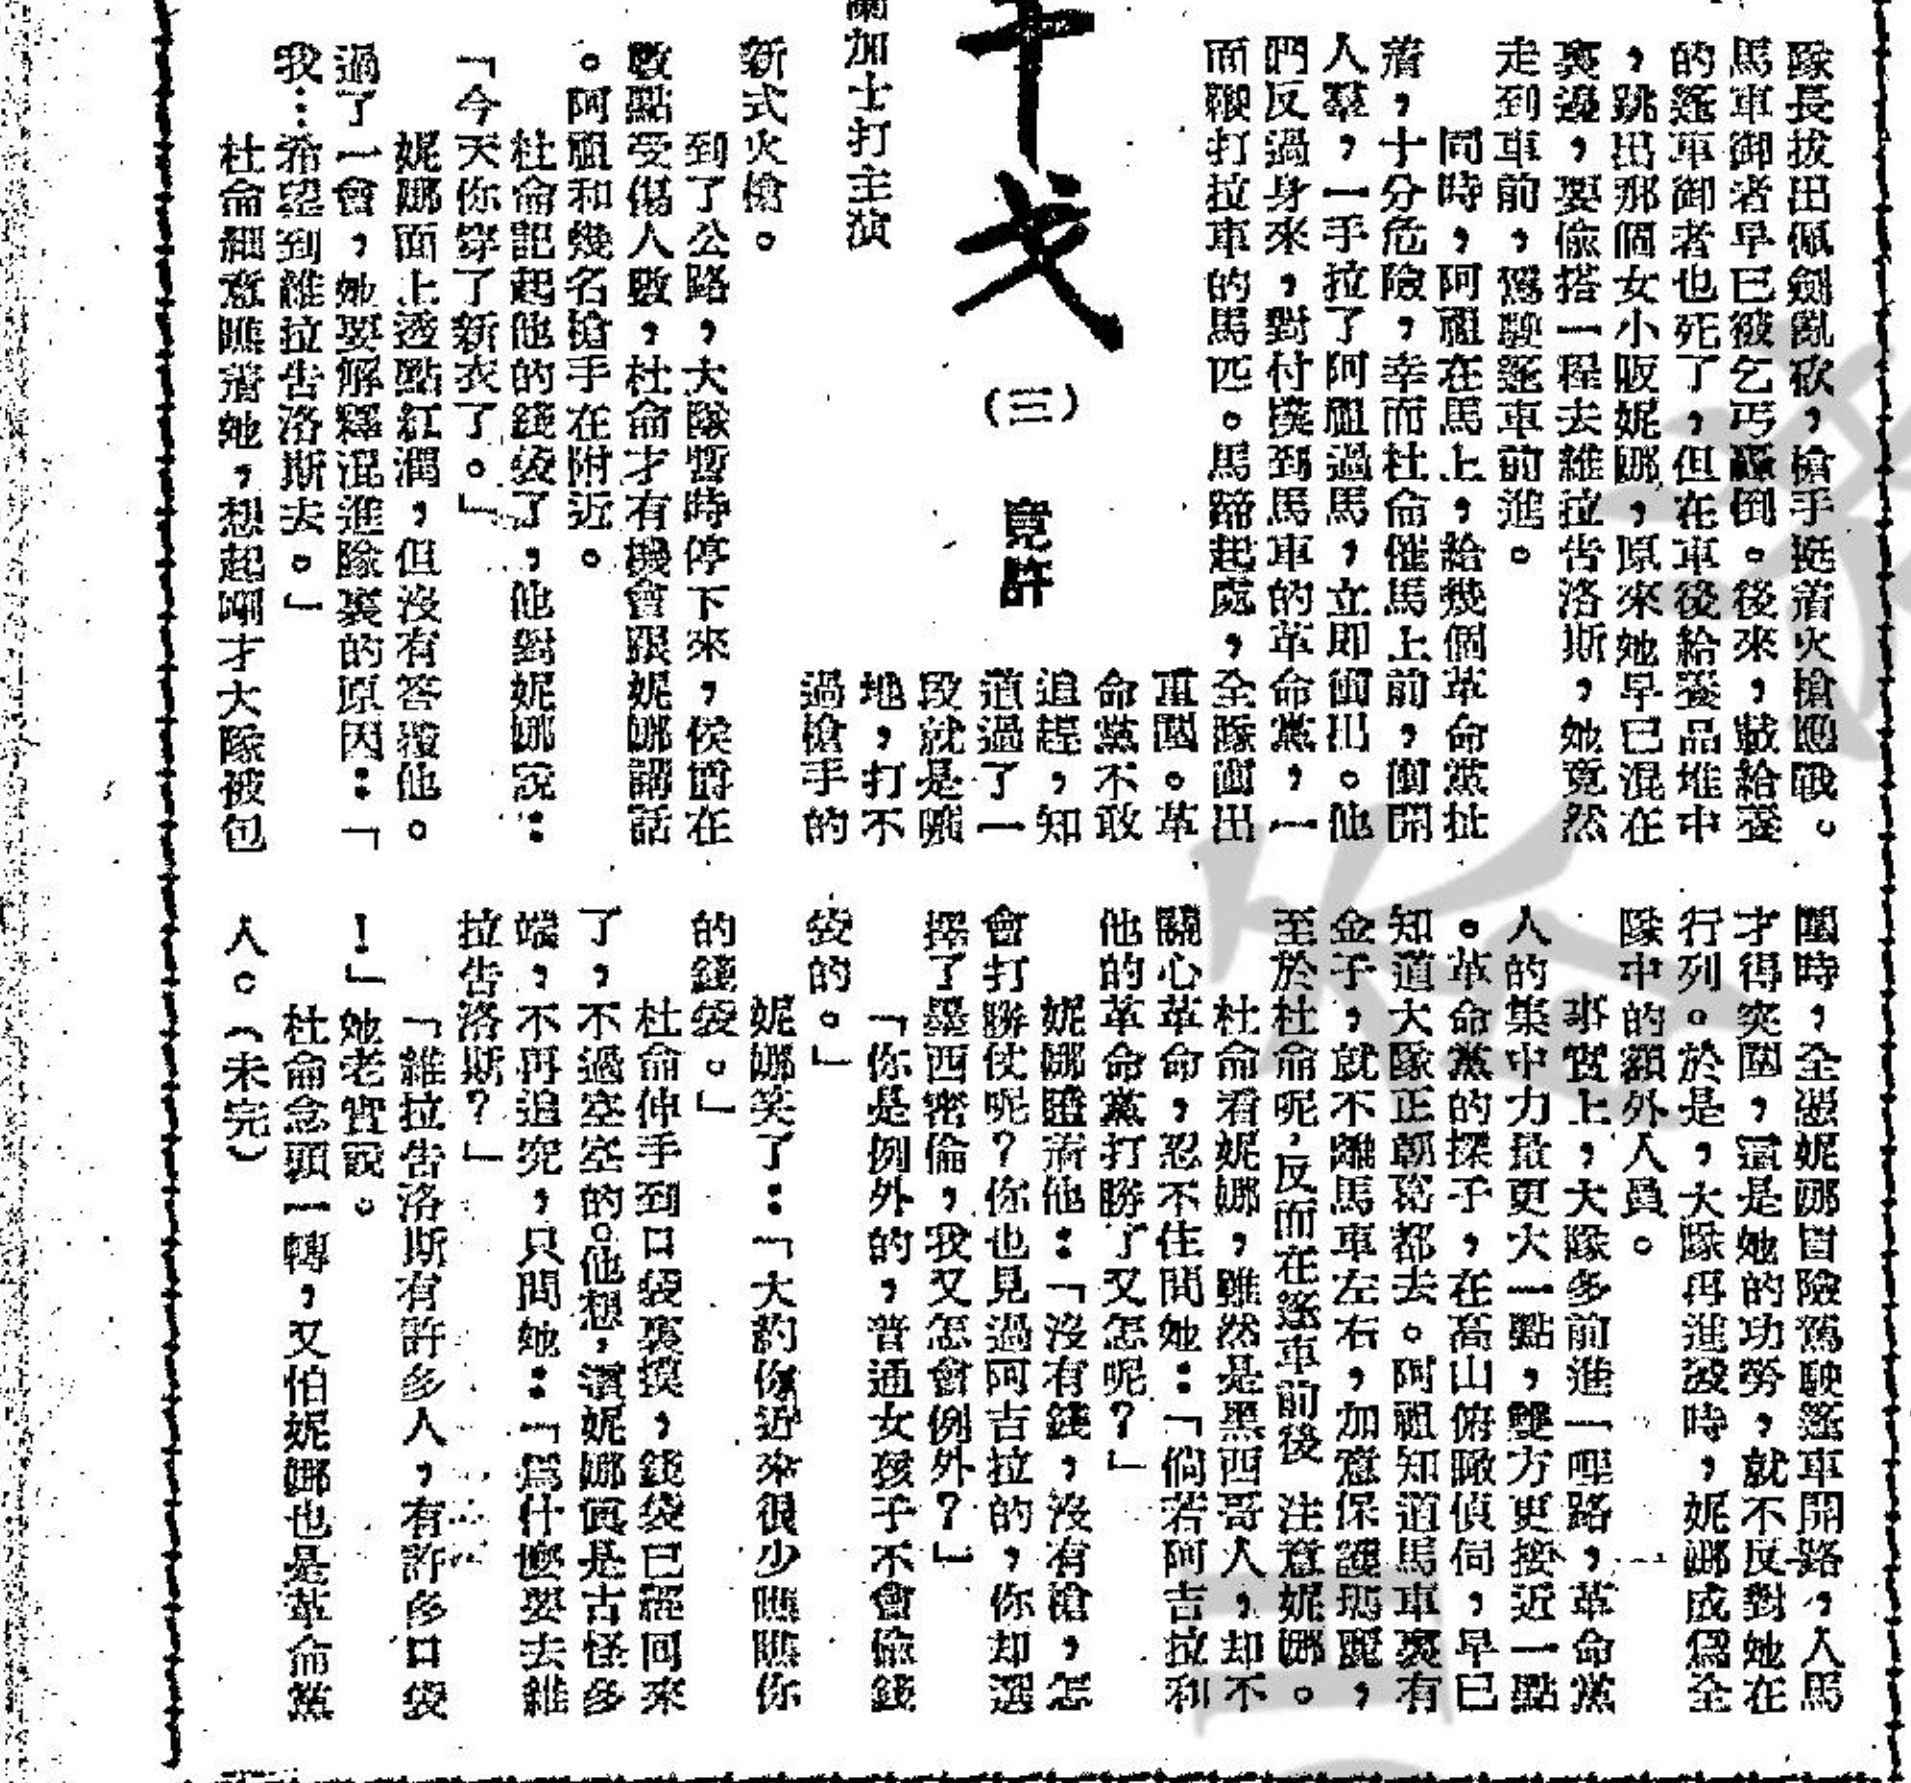 隊長拔出佩劍亂砍，槍手挺着火槍應戰。
馬車御者早已被乞丐轟倒。後來，載給養
的篷車御者也死了，但在車後給養品堆中
，跳出那個女小販妮娜，原來她早已混在
裏邊，要偷搭一程去維拉告洛斯，她竟然
走到車前，駕駛篷車前進。
同時，阿祖在馬上，給幾個革命黨扯
着，十分危險，幸而杜侖催馬上前，衝開
人羣，一手拉了阿祖過馬，立即衝出。他
們反過身來，對付撲到馬車的革命黨，一
面鞭打拉車的馬匹。馬蹄起處，全隊衝出
重圍。革
命黨不敢
追趕，知
道過了一
段就是曠
地，打不
過槍手的
干戈
（三）
竟許
加士打主演
新式火槍。
到了公路，大隊暫時停下來，侯爵在
數點受傷人數，杜侖才有機會跟妮娜講話
。阿祖和幾名槍手在附近。
杜侖記起他的錢袋了，他對妮娜說：
「今天你穿了新衣了。」
妮娜面上透點紅潤，但沒有答覆他。
過了一會，她要解釋混進隊裏的原因：「
我…希望到維拉告洛斯去。」
杜侖細意瞧着她，想起剛才大隊被包
圍時，全憑妮娜冒險駕駛篷車開路，人馬
才得突圍，這是她的功勞，就不反對她在
行列。於是，大隊再進發時，妮娜成爲全
隊中的額外人員。
事實上，大隊多前進一哩路，革命黨
人的集中力量更大一點，雙方更接近一點
。革命黨的探子，在高山俯瞰偵伺，早已
知道大隊正朝葛都去。阿祖知道馬車裏有
金子，就不離馬車左右，加意保護瑪麗，
至於杜侖呢，反而在篷車前後 注意妮娜。
杜侖看妮娜，雖然是黑西哥人，却不
關心革命，忍不住問她：「倘若阿吉拉和
他的革命黨打勝了又怎呢？」
妮娜瞪着他：「沒有錢，沒有槍，怎
會打勝仗呢？你也見過阿吉拉的，你却選
擇了墨西密倫，我又怎會例外？」
「你是例外的，普通女孩子不會偷錢
袋的。」
妮娜笑了：「大約你近來很少瞧瞧你
的錢袋。」
杜侖伸手到口袋裏摸，錢袋已經回來
了，不過空空的。他想，這妮娜眞是古怪多
端，不再追究，只問她：「爲什麼要去維
拉告洛斯？」
「維拉告洛斯有許多人，有許多口袋
！」她老實說。
杜侖念頭一轉，又怕妮娜也是革命黨
人。（未完）